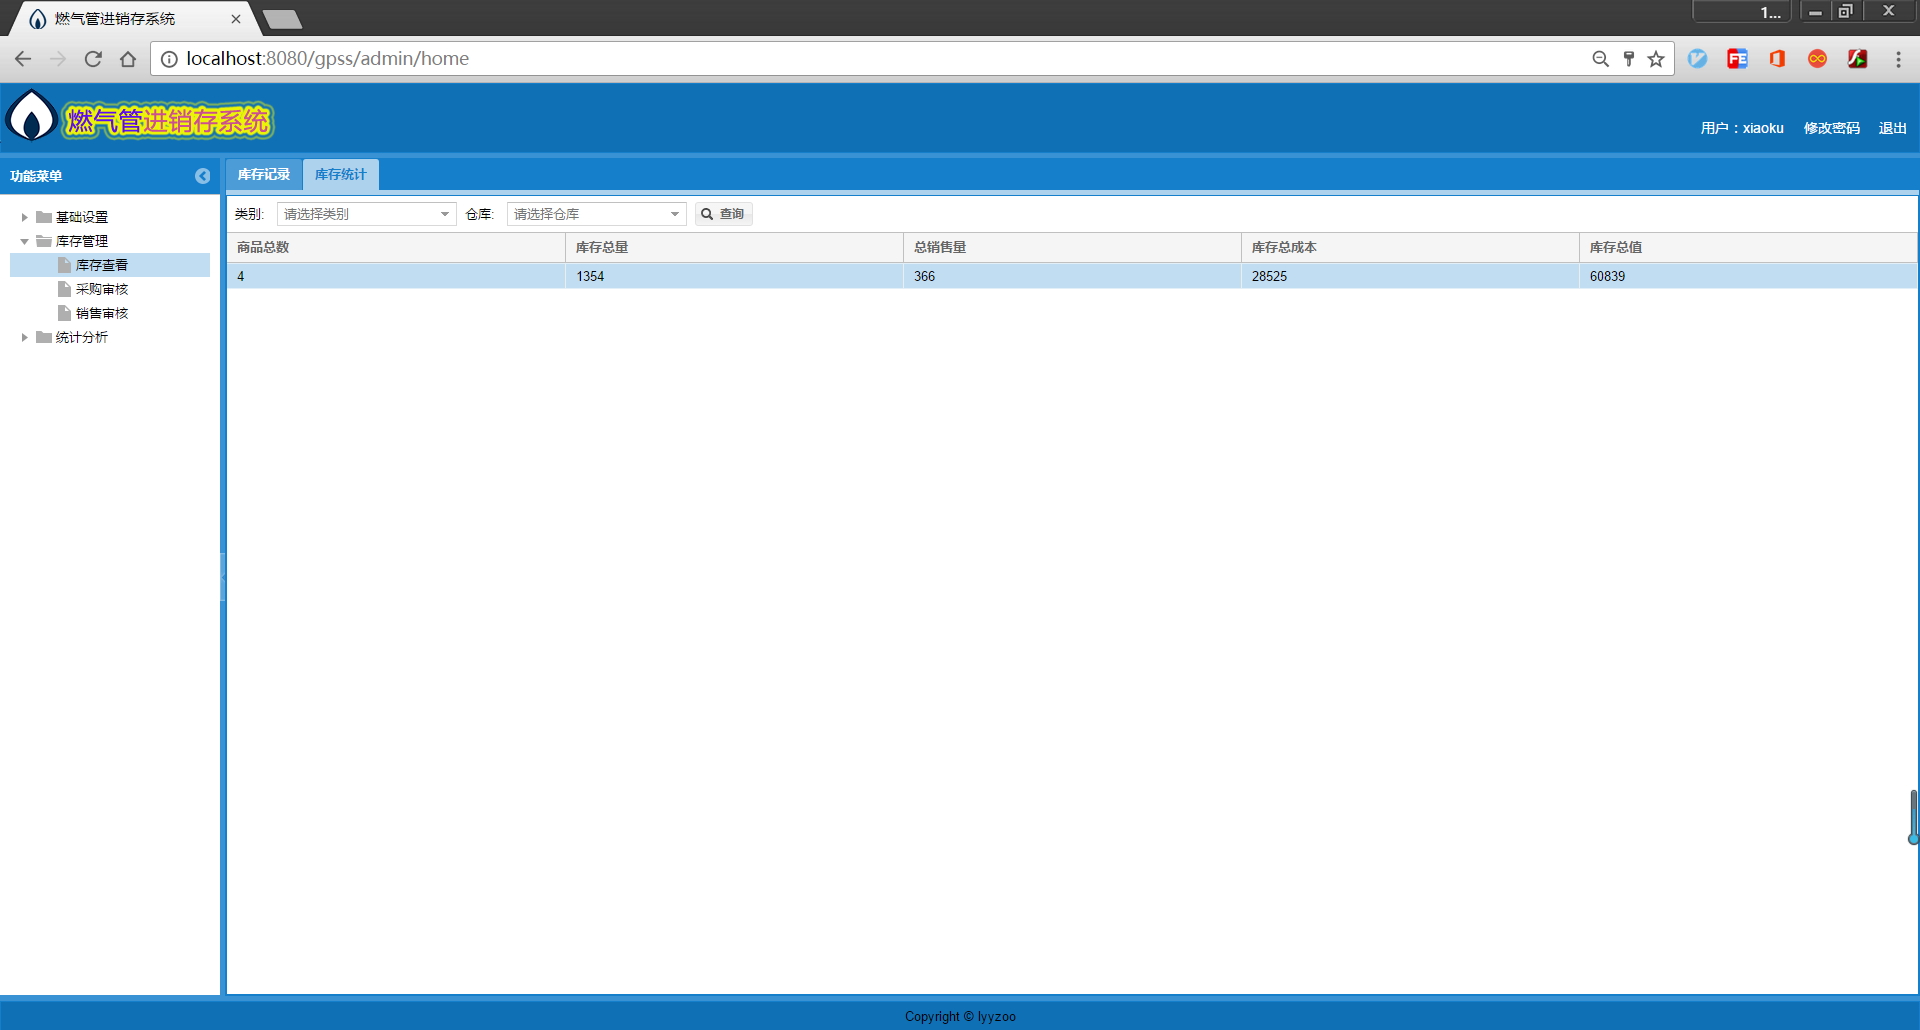 燃气管进销存系统
1...
localhost:8080/gpss/admin/home
燃气管进销存系统
用户：xiaoku 修改密码 退出
功能菜单
基础设置
库存管理
库存查看
采购审核
销售审核
统计分析
库存记录 库存统计
类别: 请选择类别 仓库: 请选择仓库 查询
商品总数 库存总量 总销售量 库存总成本 库存总值
4 1354 366 28525 60839
Copyright © lyyzoo